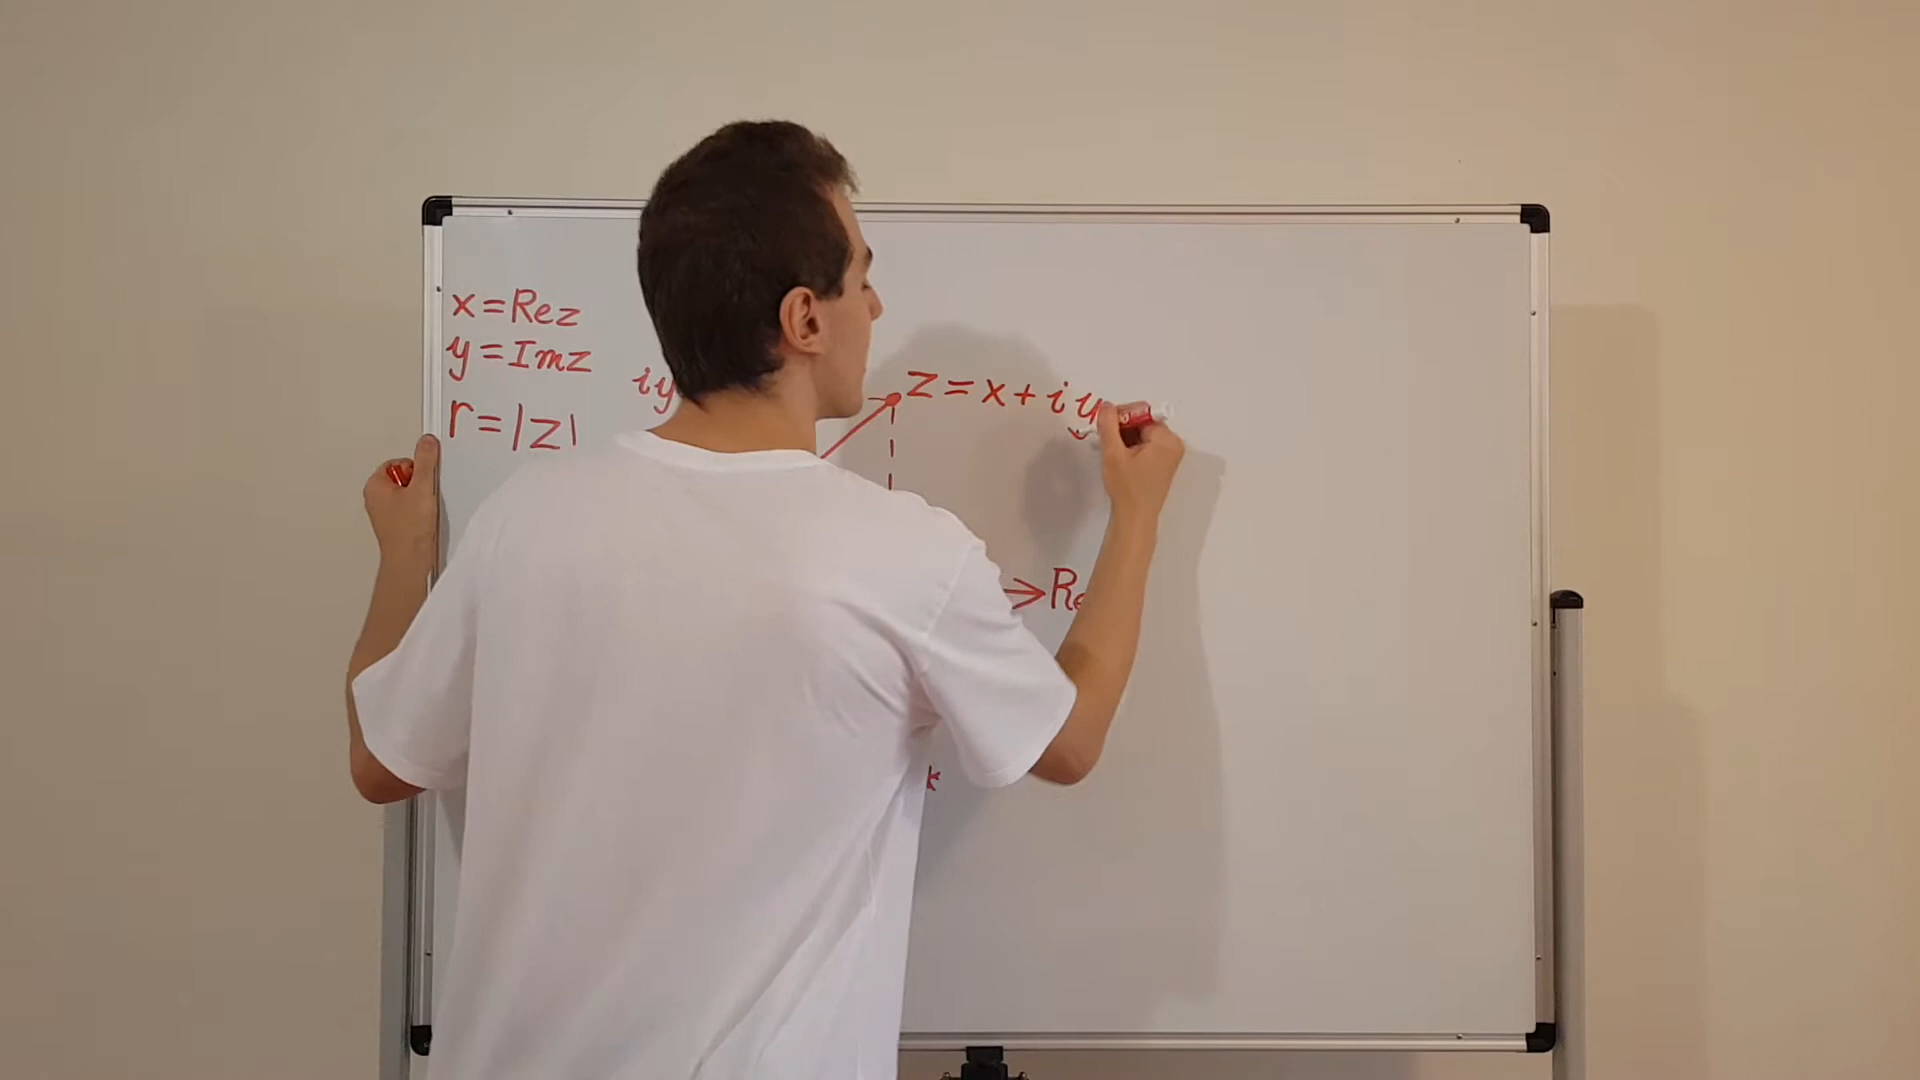 x = Re z
y = Im z
r = |z|
iy
z = x + iy
Re